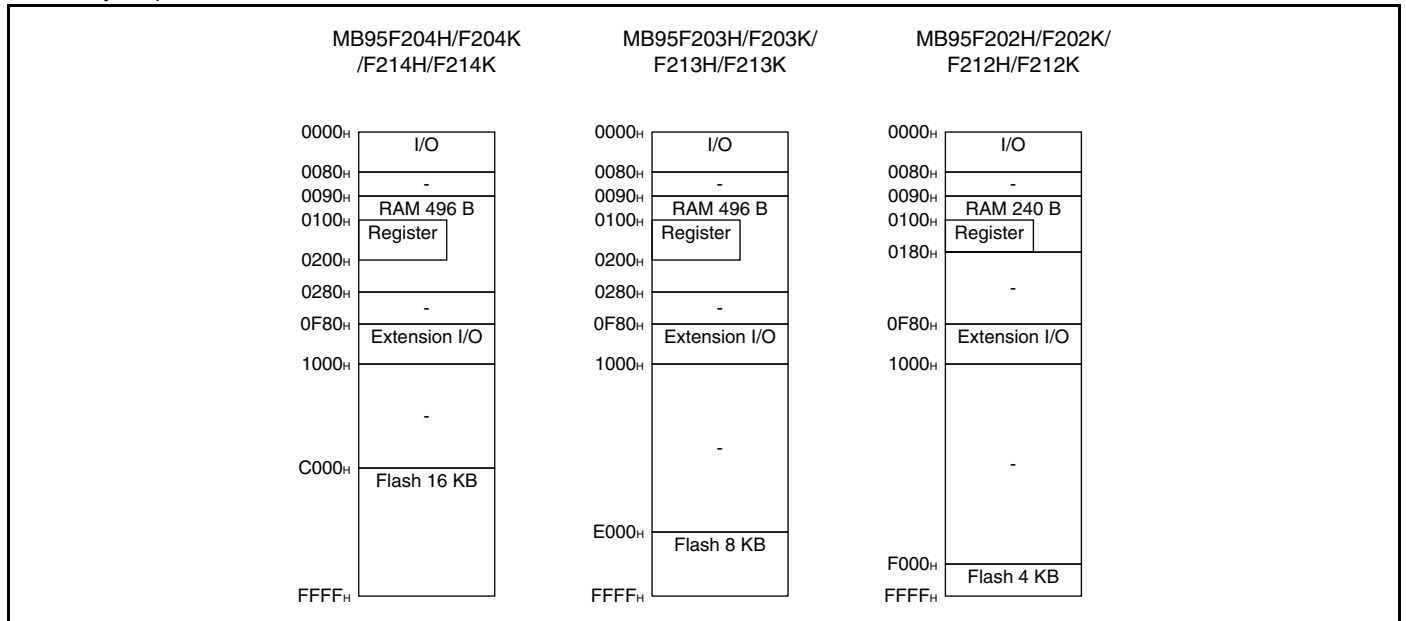 MB95F204H/F204K
/F214H/F214K
0000H
I/O
0080H
-
0090H
RAM 496 B
0100H
Register
0200H
0280H
-
0F80H
Extension I/O
1000H
-
C000H
Flash 16 KB
FFFFH
MB95F203H/F203K/
F213H/F213K
0000H
I/O
0080H
-
0090H
RAM 496 B
0100H
Register
0200H
0280H
-
0F80H
Extension I/O
1000H
-
E000H
Flash 8 KB
FFFFH
MB95F202H/F202K/
F212H/F212K
0000H
I/O
0080H
-
0090H
RAM 240 B
0100H
Register
0180H
-
0F80H
Extension I/O
1000H
-
F000H
Flash 4 KB
FFFFH